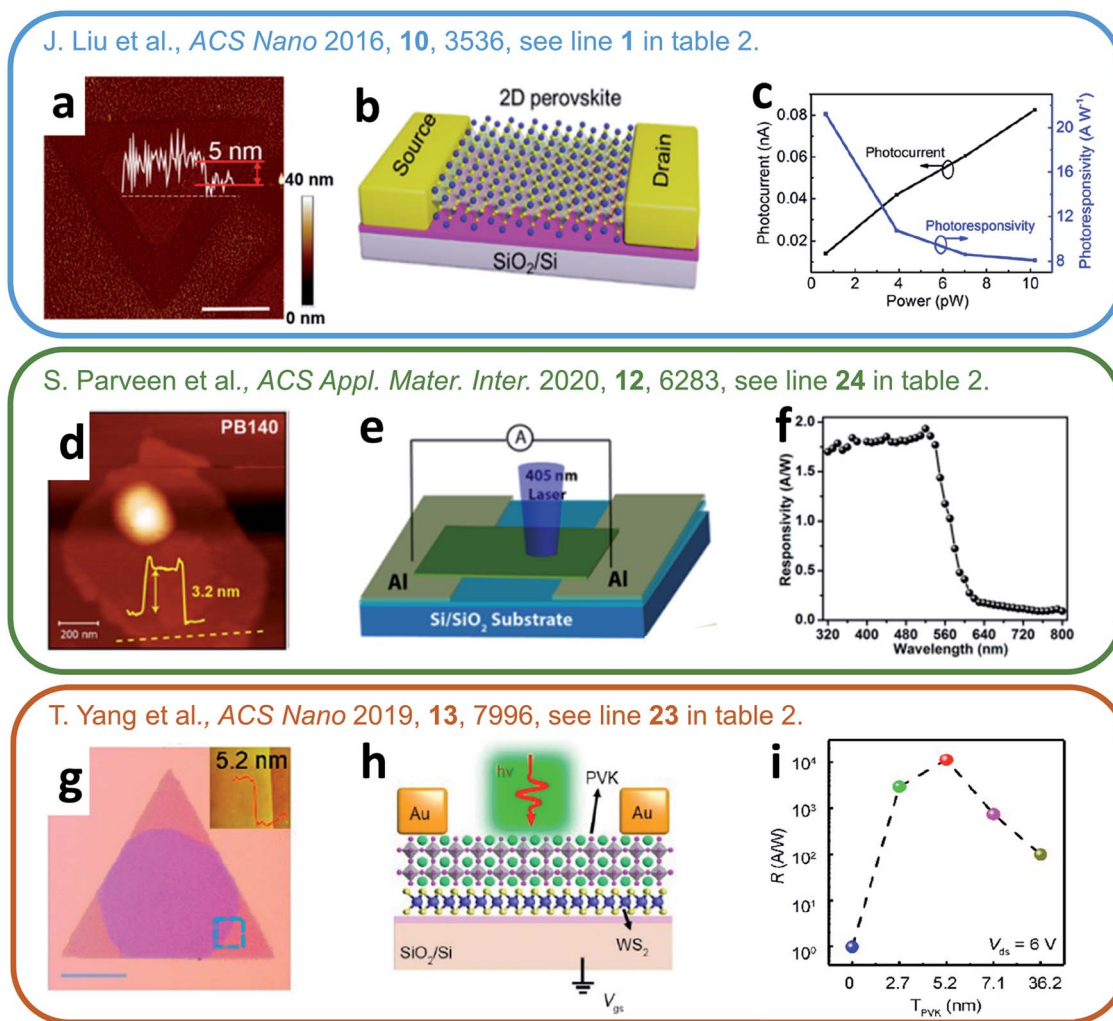 J. Liu et al., ACS Nano 2016, 10, 3536, see line 1 in table 2.
a
5 nm
40 nm
0 nm
b
2D perovskite
Source
Drain
SiO₂/Si
c
Photocurrent (nA)
0.08
0.06
0.04
0.02
Photocurrent
Photoresponsivity
20
16
12
8
Photoresponsivity (A W⁻¹)
0 2 4 6 8 10
Power (pW)
S. Parveen et al., ACS Appl. Mater. Inter. 2020, 12, 6283, see line 24 in table 2.
d
PB140
3.2 nm
200 nm
e
A
405 nm
Laser
Al
Al
Si/SiO₂ Substrate
f
Responsivity (A/W)
2.0
1.5
1.0
0.5
0.0
320 400 480 560 640 720 800
Wavelength (nm)
T. Yang et al., ACS Nano 2019, 13, 7996, see line 23 in table 2.
g
5.2 nm
h
hν
PVK
Au
Au
WS₂
SiO₂/Si
Vgs
i
R (A/W)
10⁴
10³
10²
10¹
10⁰
Vds = 6 V
0 2.7 5.2 7.1 36.2
TPVK (nm)